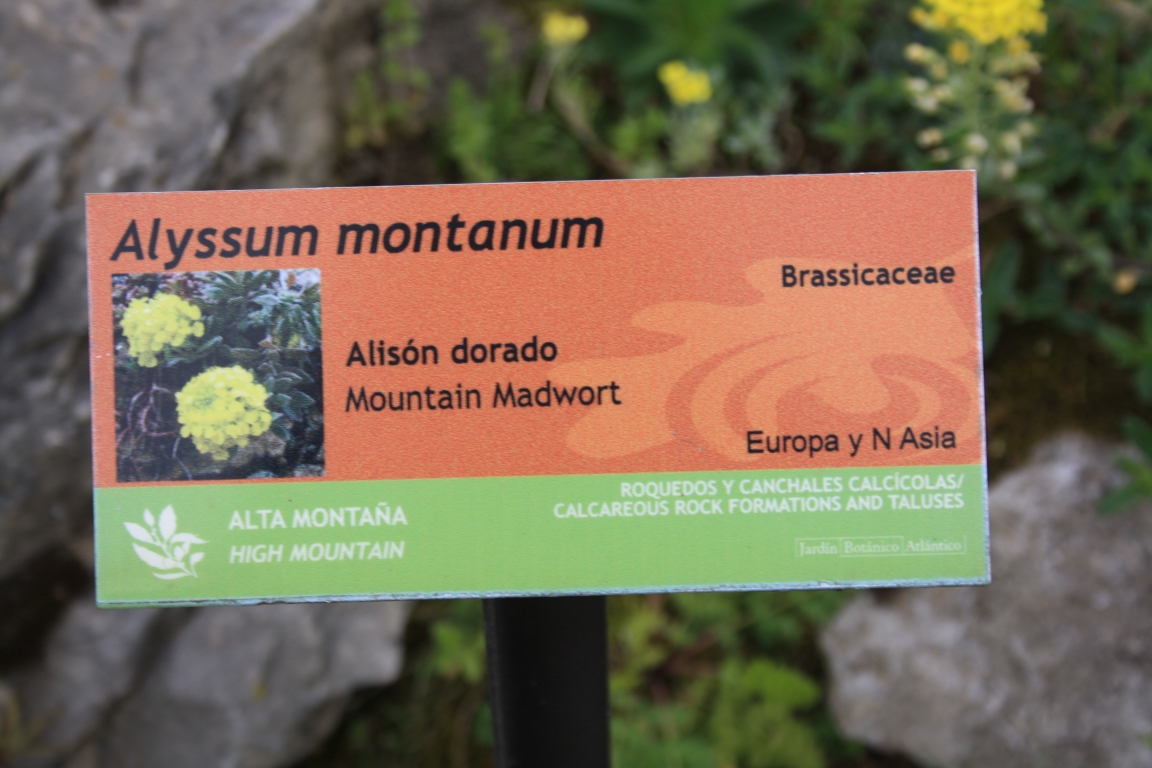 Alyssum montanum
Brassicaceae
Alisón dorado
Mountain Madwort
Europa y N Asia
ROQUEDOS Y CANCHALES CALCÍCOLAS/
CALCAREOUS ROCK FORMATIONS AND TALUSES
ALTA MONTAÑA
HIGH MOUNTAIN
Jardín Botánico Atlántico